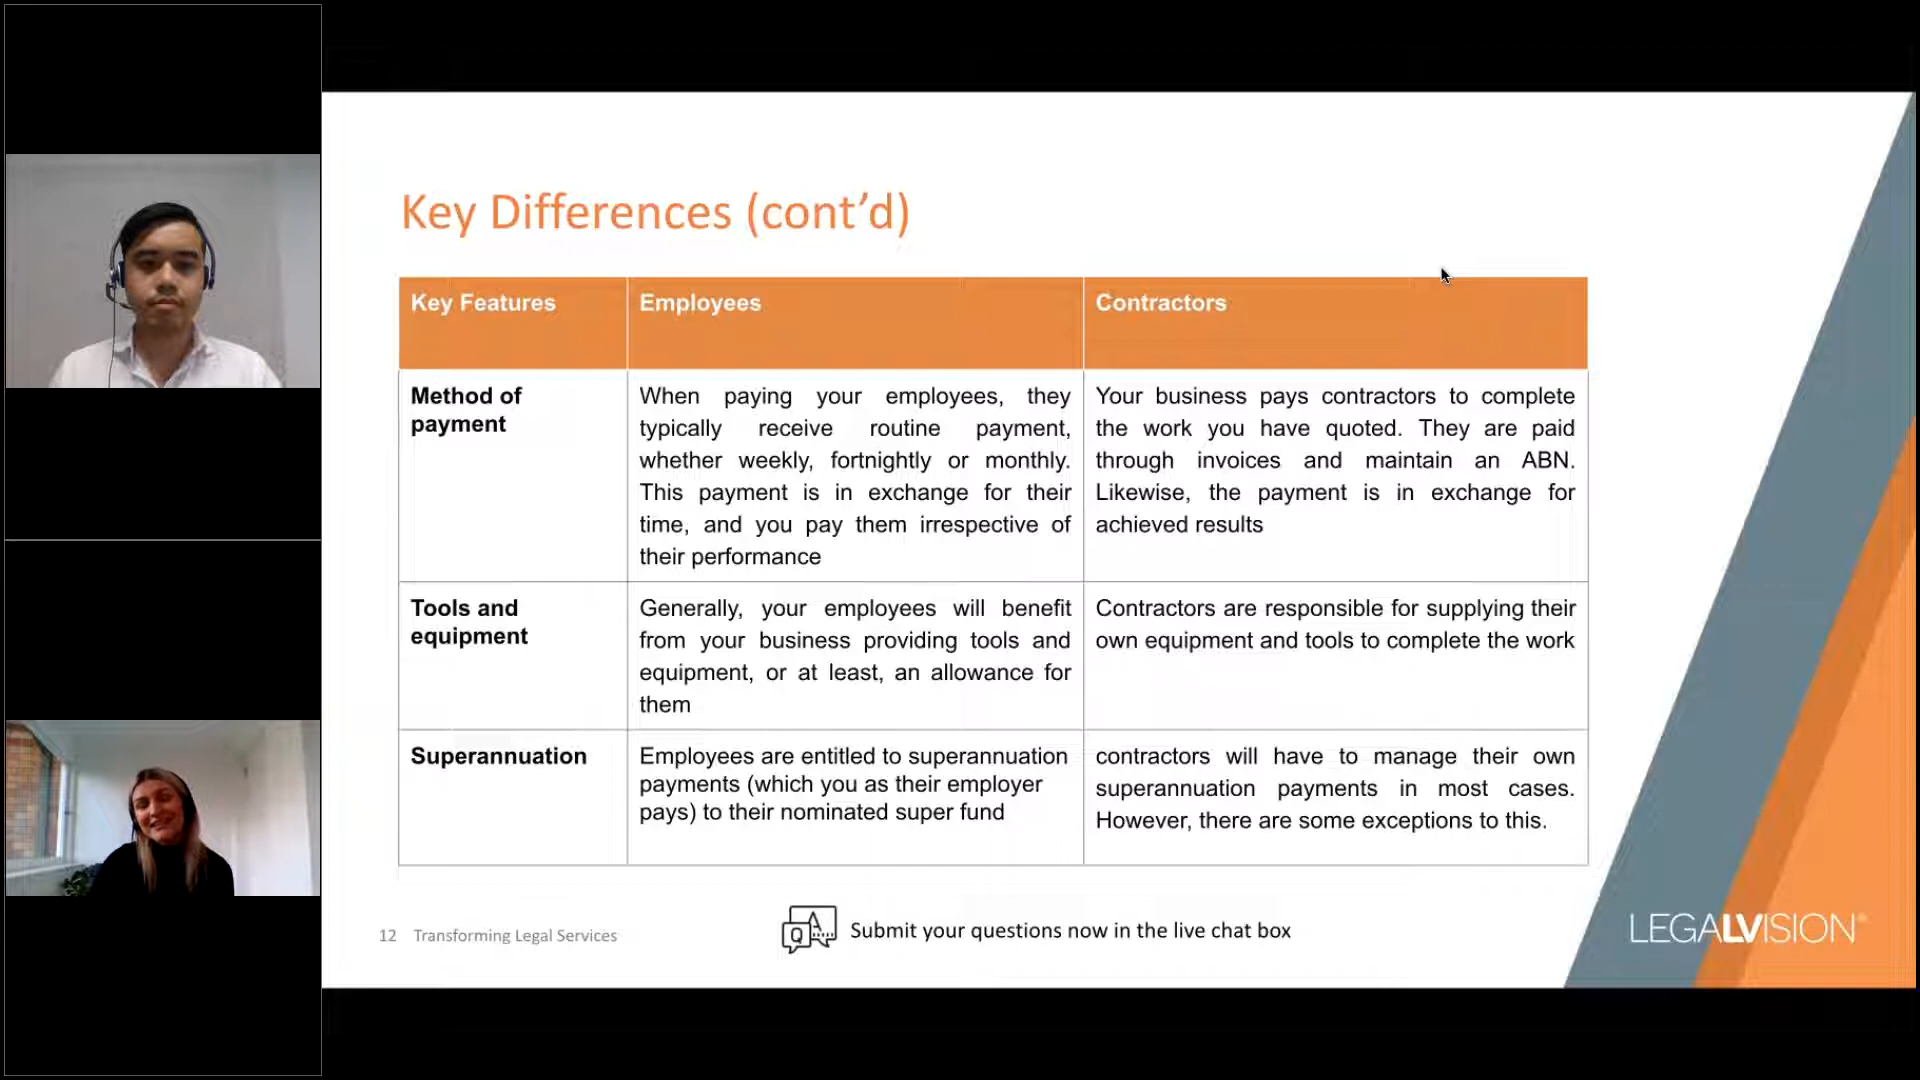 Key Differences (cont’d)
Key Features
Employees
Contractors
Method of
payment
When paying your employees, they
typically receive routine payment,
whether weekly, fortnightly or monthly.
This payment is in exchange for their
time, and you pay them irrespective of
their performance
Your business pays contractors to complete
the work you have quoted. They are paid
through invoices and maintain an ABN.
Likewise, the payment is in exchange for
achieved results
Tools and
equipment
Generally, your employees will benefit
from your business providing tools and
equipment, or at least, an allowance for
them
Contractors are responsible for supplying their
own equipment and tools to complete the work
Superannuation
Employees are entitled to superannuation
payments (which you as their employer
pays) to their nominated super fund
contractors will have to manage their own
superannuation payments in most cases.
However, there are some exceptions to this.
12 Transforming Legal Services
Q A
Submit your questions now in the live chat box
LEGALVISION®